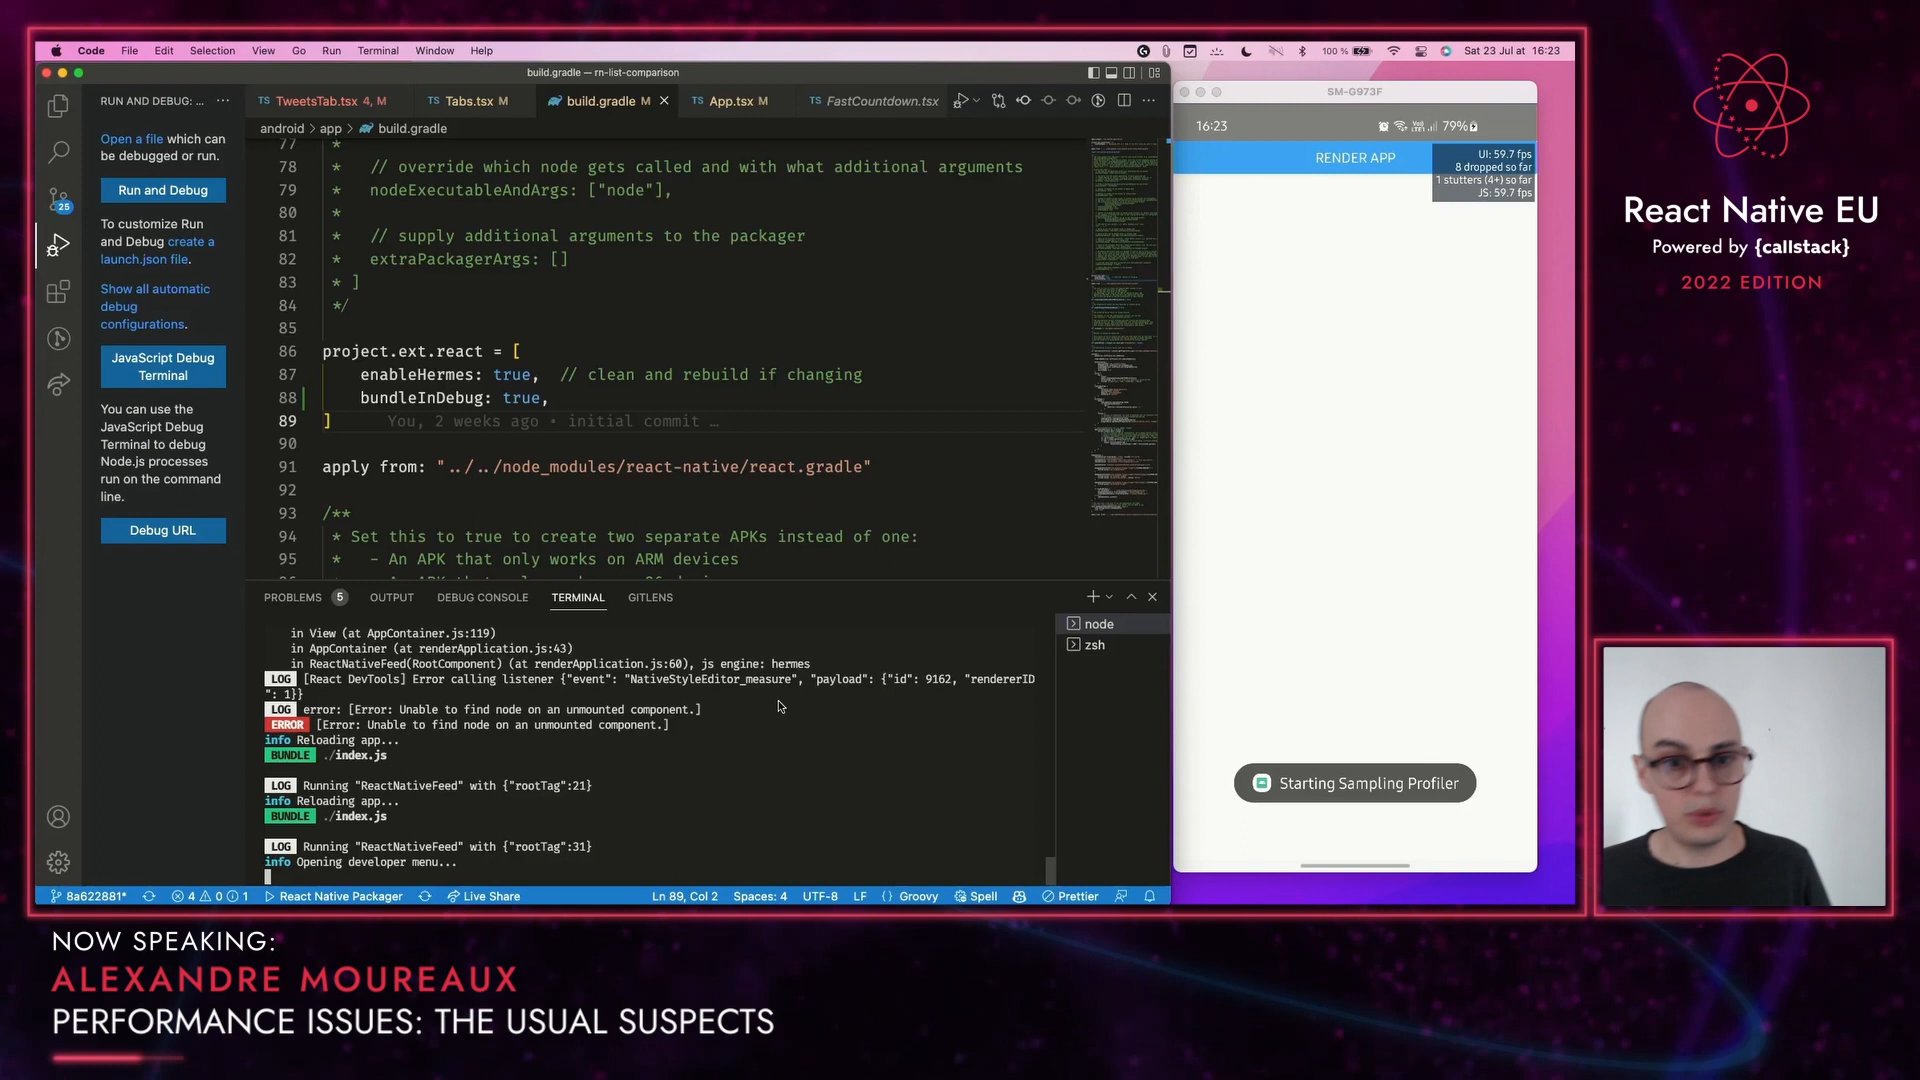 Code File Edit Selection View Go Run Terminal Window Help
100 % Sat 23 Jul at 16:23
build.gradle — rn-list-comparison
RUN AND DEBUG: ... ···
TweetsTab.tsx 4, M
Tabs.tsx M
build.gradle M
App.tsx M
FastCountdown.tsx
android > app > build.gradle
Open a file which can
be debugged or run.
Run and Debug
To customize Run
and Debug create a
launch.json file.
Show all automatic
debug
configurations.
JavaScript Debug
Terminal
You can use the
JavaScript Debug
Terminal to debug
Node.js processes
run on the command
line.
Debug URL
25
77 *
78 * // override which node gets called and with what additional arguments
79 * nodeExecutableAndArgs: ["node"],
80 *
81 * // supply additional arguments to the packager
82 * extraPackagerArgs: []
83 * ]
84 */
85
86 project.ext.react = [
87 enableHermes: true, // clean and rebuild if changing
88 bundleInDebug: true,
89 ] You, 2 weeks ago • initial commit …
90
91 apply from: "../../node_modules/react-native/react.gradle"
92
93 /**
94 * Set this to true to create two separate APKs instead of one:
95 * - An APK that only works on ARM devices
PROBLEMS 5 OUTPUT DEBUG CONSOLE TERMINAL GITLENS
in View (at AppContainer.js:119)
in AppContainer (at renderApplication.js:43)
in ReactNativeFeed(RootComponent) (at renderApplication.js:60), js engine: hermes
LOG [React DevTools] Error calling listener {"event": "NativeStyleEditor_measure", "payload": {"id": 9162, "rendererID
": 1}}
LOG error: [Error: Unable to find node on an unmounted component.]
ERROR [Error: Unable to find node on an unmounted component.]
info Reloading app...
BUNDLE ./index.js
LOG Running "ReactNativeFeed" with {"rootTag":21}
info Reloading app...
BUNDLE ./index.js
LOG Running "ReactNativeFeed" with {"rootTag":31}
info Opening developer menu...
node
zsh
8a622881* 4 0 1 React Native Packager Live Share Ln 89, Col 2 Spaces: 4 UTF-8 LF Groovy Spell Prettier
SM-G973F
16:23 79%
RENDER APP
UI: 59.7 fps
8 dropped so far
1 stutters (4+) so far
JS: 59.7 fps
Starting Sampling Profiler
React Native EU
Powered by {callstack}
2022 EDITION
NOW SPEAKING:
ALEXANDRE MOUREAUX
PERFORMANCE ISSUES: THE USUAL SUSPECTS